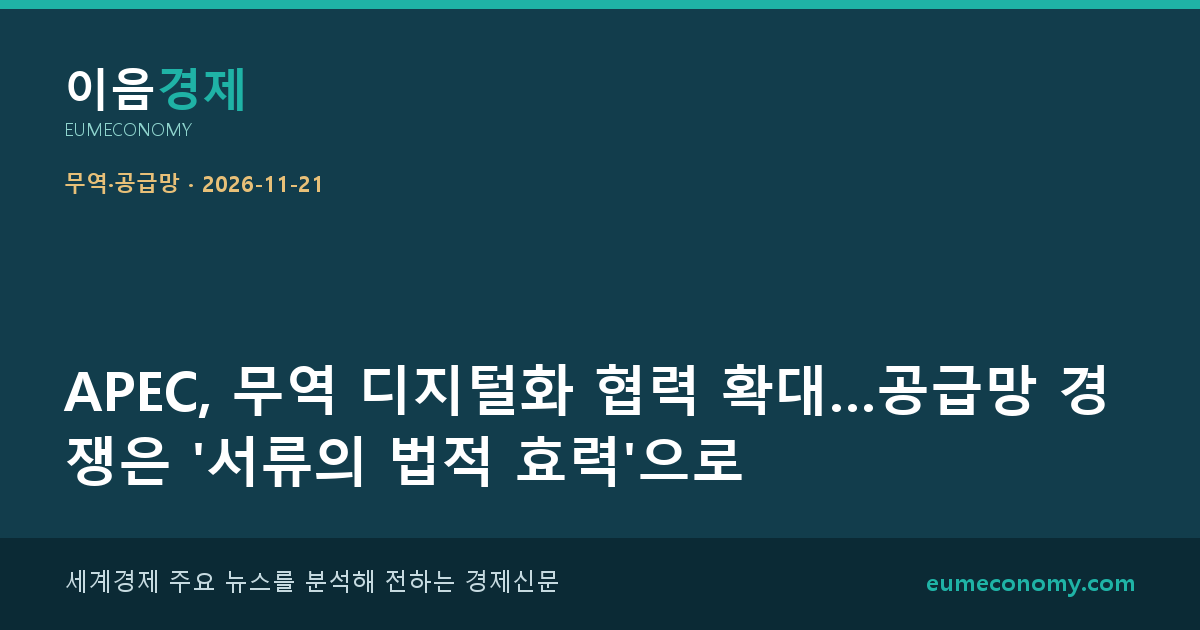 이음경제
EUMECONOMY
무역·공급망 · 2026-11-21
APEC, 무역 디지털화 협력 확대…공급망 경
쟁은 '서류의 법적 효력'으로
세계경제 주요 뉴스를 분석해 전하는 경제신문
eumeconomy.com